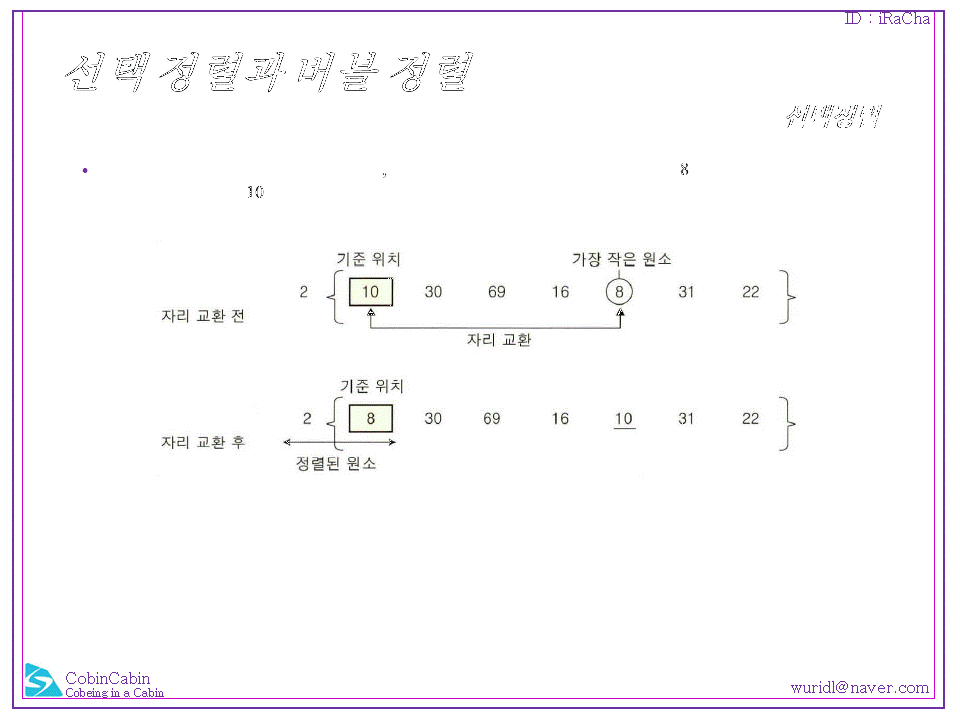 ID : iRaCha
선택 정렬과 버블 정렬
선택정렬
• , 8
10
기준 위치 가장 작은 원소
2 10 30 69 16 8 31 22
자리 교환 전
자리 교환
기준 위치
2 8 30 69 16 10 31 22
자리 교환 후
정렬된 원소
CobinCabin
Cobeing in a Cabin
wuridl@naver.com